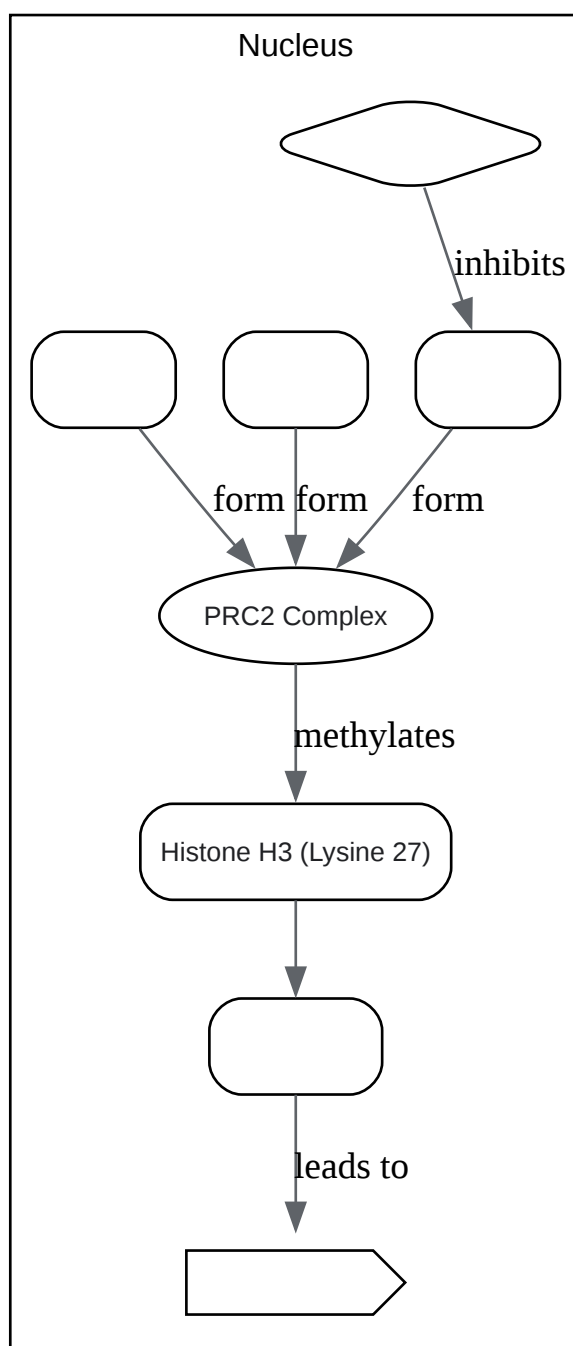 Nucleus
inhibits
form form form
PRC2 Complex
methylates
Histone H3 (Lysine 27)
leads to